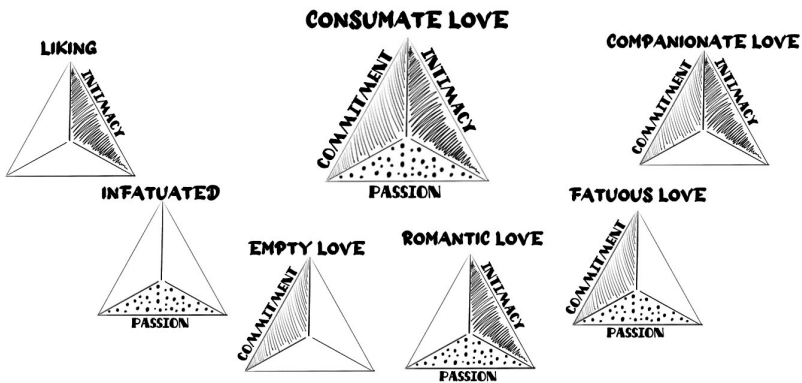 CONSUMATE LOVE
COMMITMENT
INTIMACY
PASSION
LIKING
INTIMACY
COMPANIONATE LOVE
COMMITMENT
INTIMACY
INFATUATED
PASSION
EMPTY LOVE
COMMITMENT
ROMANTIC LOVE
INTIMACY
PASSION
FATUOUS LOVE
COMMITMENT
PASSION